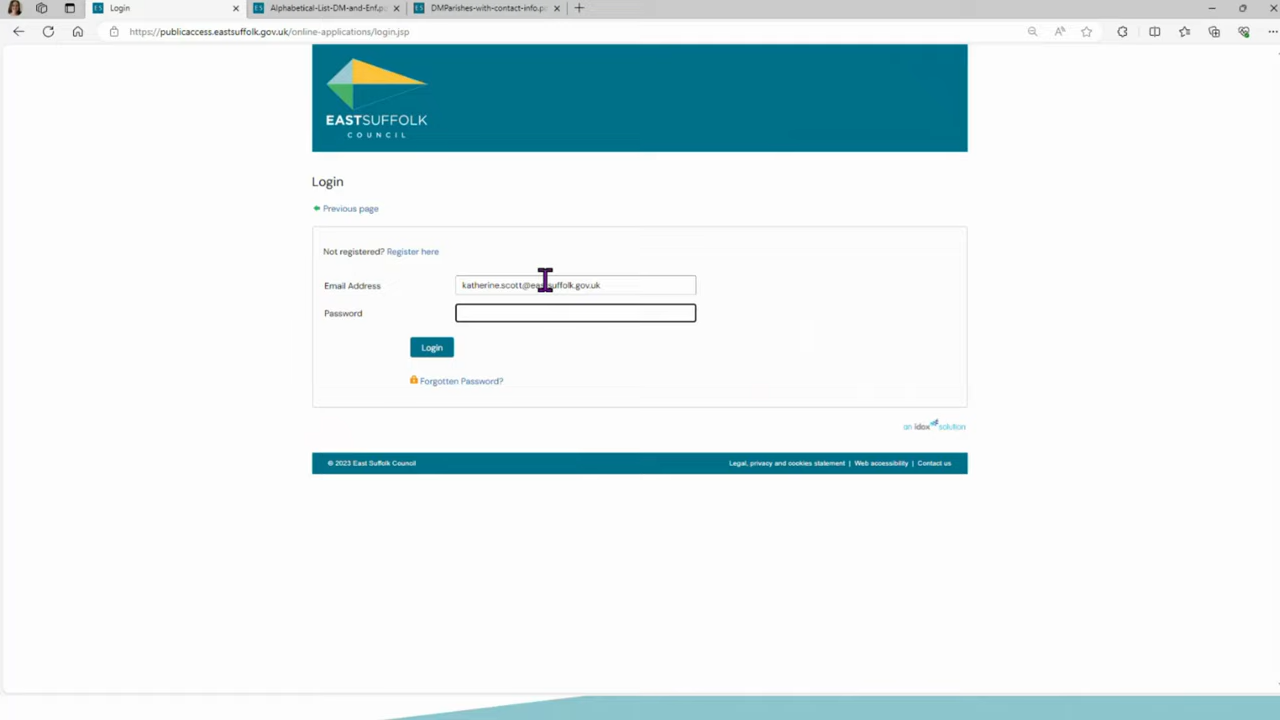 Login
Alphabetical-List-DM-and-Enf.p
DMParishes-with-contact-info.p
https://publicaccess.eastsuffolk.gov.uk/online-applications/login.jsp
EASTSUFFOLK
COUNCIL
Login
Previous page
Not registered? Register here
Email Address katherine.scott@eastsuffolk.gov.uk
Password
Login
Forgotten Password?
an idox solution
© 2023 East Suffolk Council Legal, privacy and cookies statement | Web accessibility | Contact us